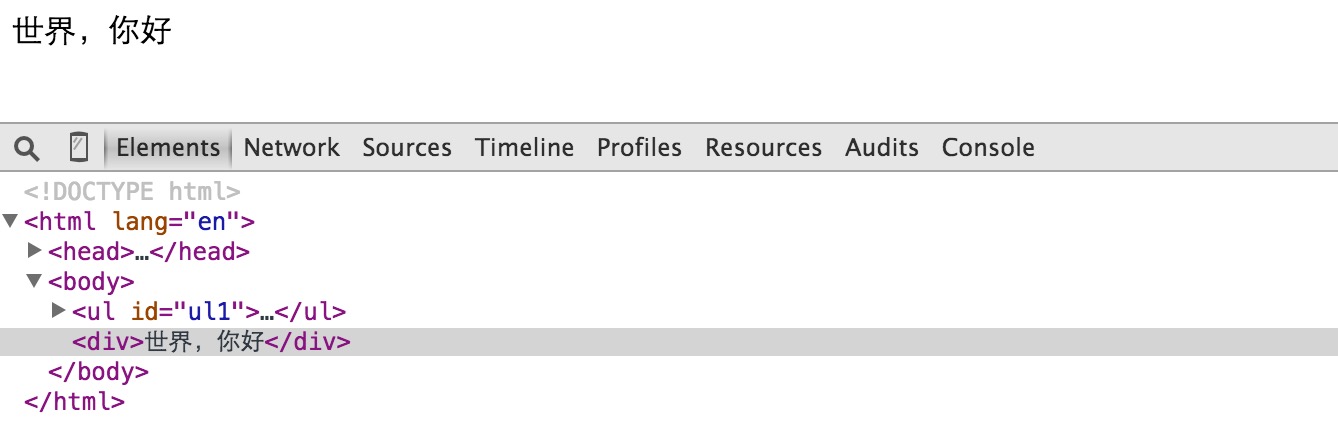 世界，你好
Elements Network Sources Timeline Profiles Resources Audits Console
<!DOCTYPE html>
<html lang="en">
<head>…</head>
<body>
<ul id="ul1">…</ul>
<div>世界，你好</div>
</body>
</html>